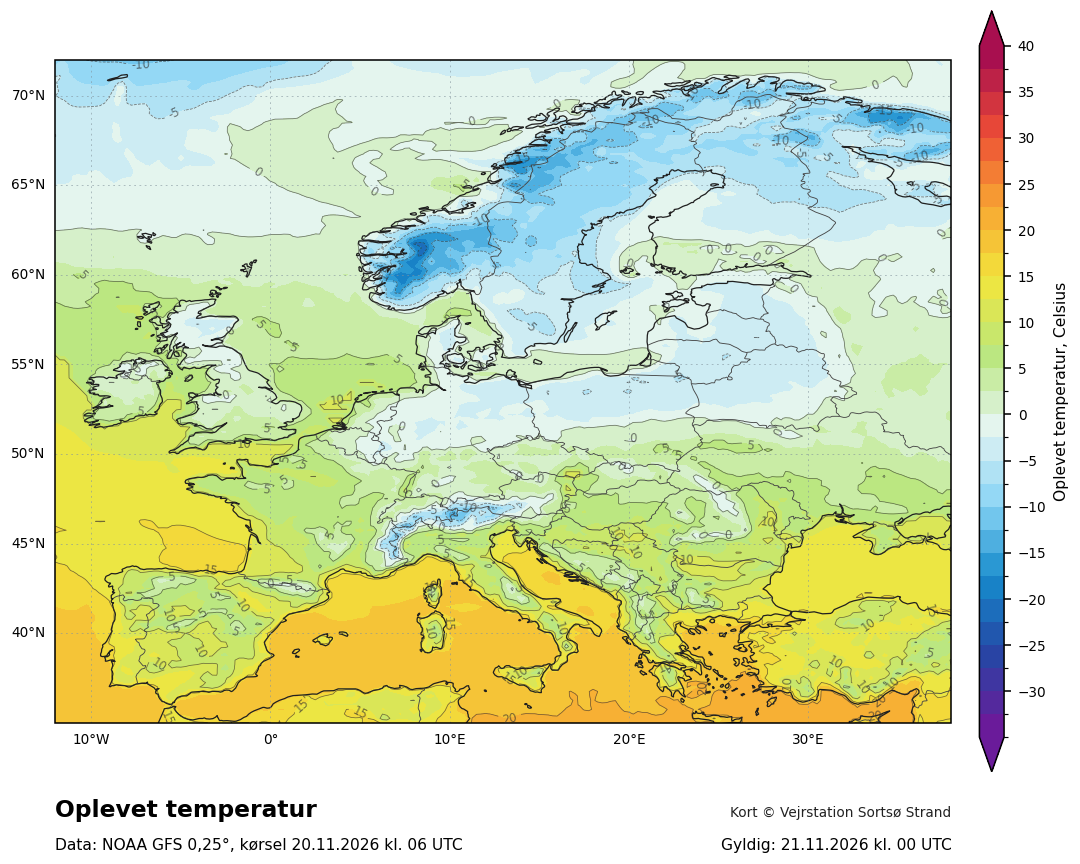 70°N
65°N
60°N
55°N
50°N
45°N
40°N
10°W 0° 10°E 20°E 30°E
40
35
30
25
20
15
10
5
0
−5
−10
−15
−20
−25
−30
Oplevet temperatur, Celsius
Oplevet temperatur
Kort © Vejrstation Sortsø Strand
Data: NOAA GFS 0,25°, kørsel 20.11.2026 kl. 06 UTC
Gyldig: 21.11.2026 kl. 00 UTC